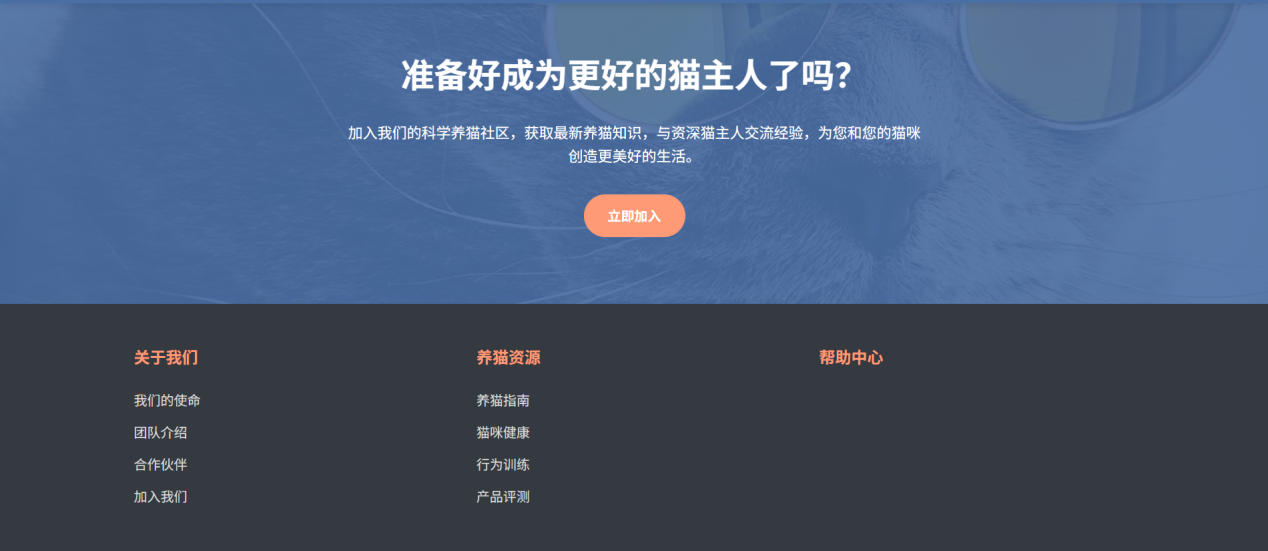 准备好成为更好的猫主人了吗？
加入我们的科学养猫社区，获取最新养猫知识，与资深猫主人交流经验，为您和您的猫咪
创造更美好的生活。
立即加入
关于我们
我们的使命
团队介绍
合作伙伴
加入我们
养猫资源
养猫指南
猫咪健康
行为训练
产品评测
帮助中心